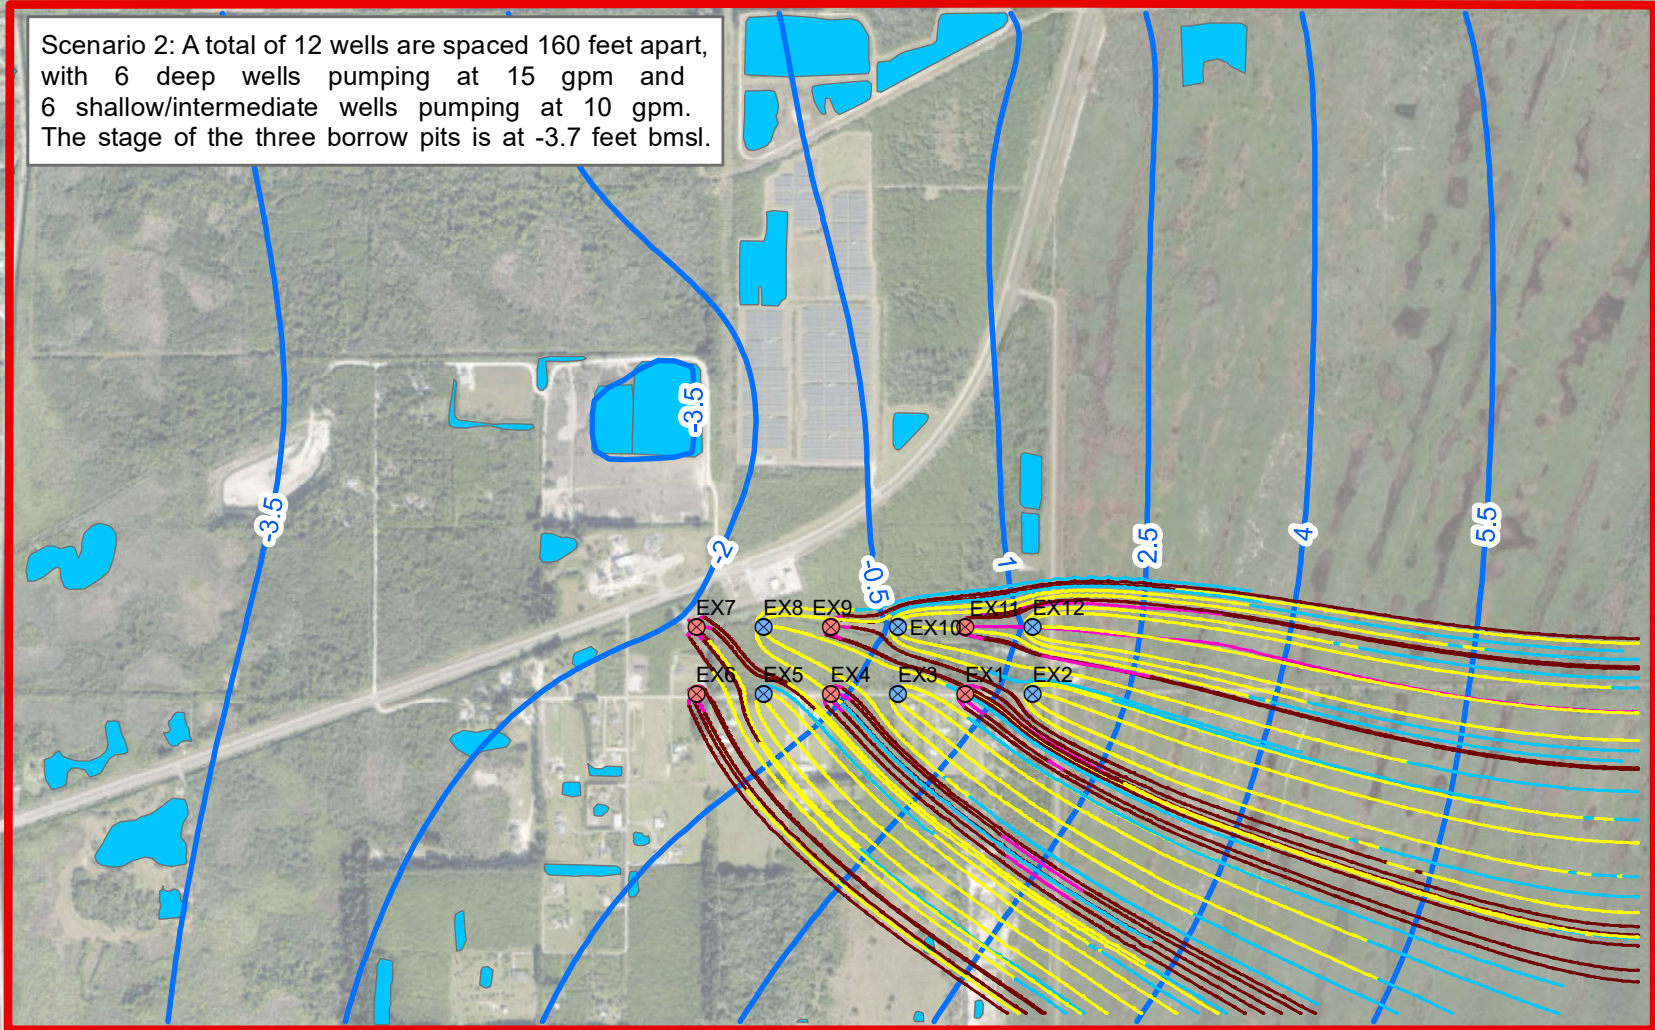 Scenario 2: A total of 12 wells are spaced 160 feet apart,
with 6 deep wells pumping at 15 gpm and
6 shallow/intermediate wells pumping at 10 gpm.
The stage of the three borrow pits is at -3.7 feet bmsl.
-3.5
-3.5
-2
-0.5
1
2.5
4
5.5
EX7
EX8
EX9
EX10
EX11
EX12
EX6
EX5
EX4
EX3
EX1
EX2